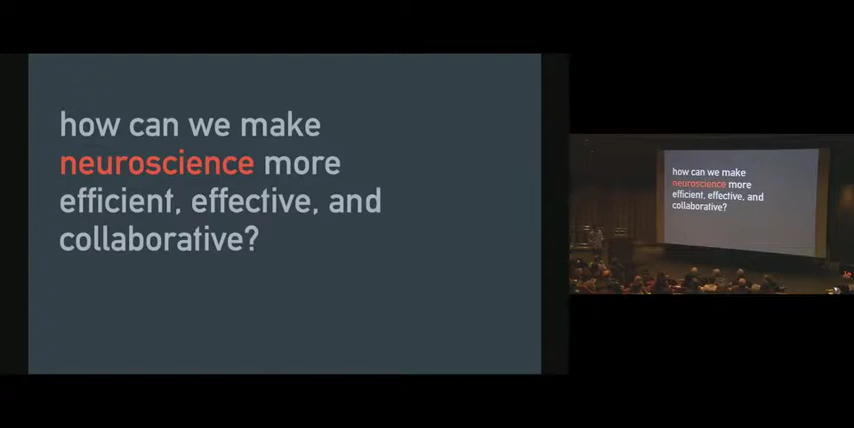 how can we make
neuroscience more
efficient, effective, and
collaborative?
how can we make
neuroscience more
efficient, effective, and
collaborative?